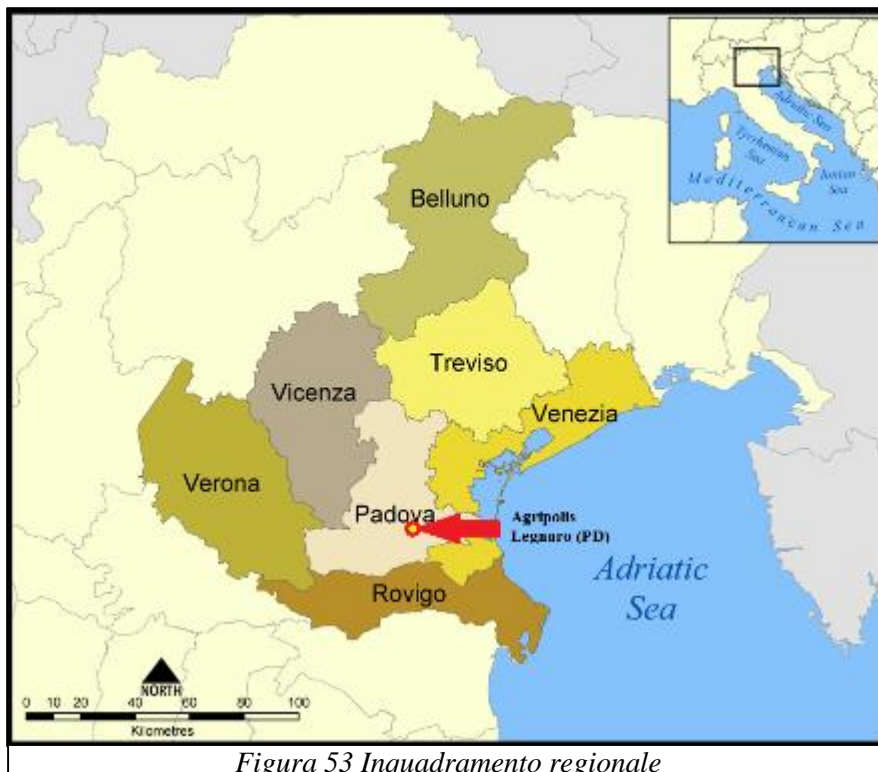 Belluno
Treviso
Vicenza
Venezia
Verona
Padova
Agripolis
Legnaro (PD)
Rovigo
Adriatic
Sea
NORTH
0 10 20 40 60 80 100
Kilometres
Adriatic Sea
Tyrrhenian
Sea
Ionian
Sea
Mediterranean Sea
Figura 53 Inquadramento regionale